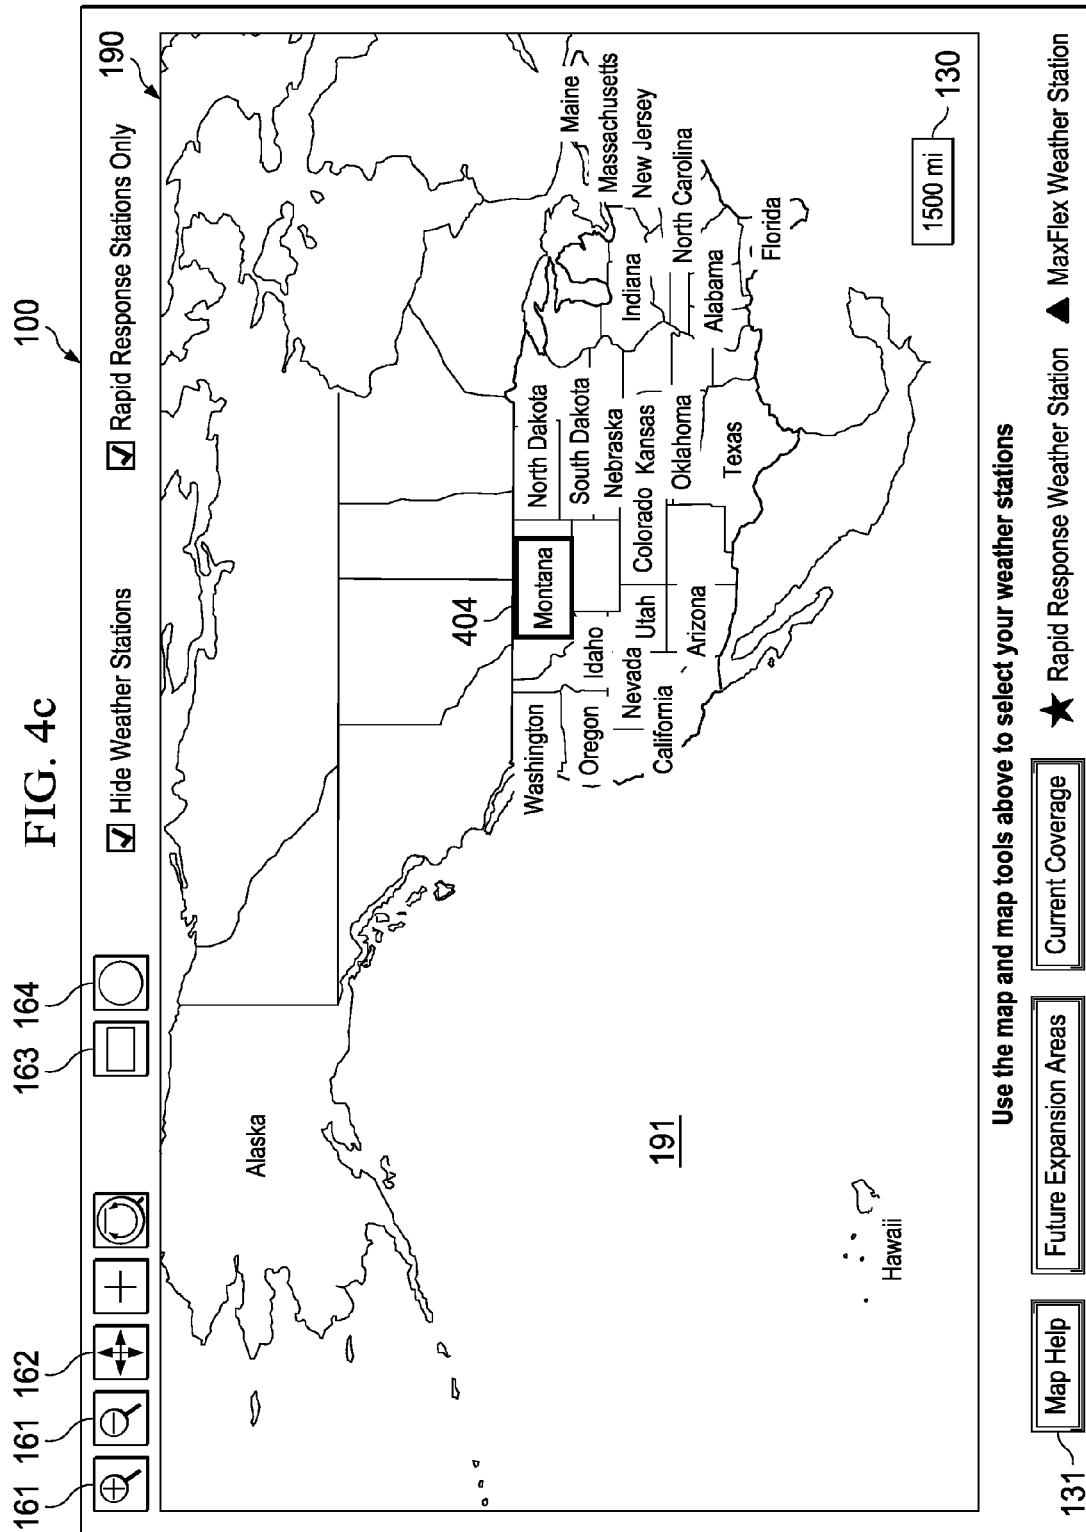 FIG. 4c
100
161
161
162
163
164
Hide Weather Stations
Rapid Response Stations Only
190
Alaska
404
Montana
North Dakota
Washington
Maine
Idaho
South Dakota
Oregon
Massachusetts
Nebraska
Indiana
New Jersey
Nevada
Utah
Colorado
Kansas
California
Oklahoma
North Carolina
Arizona
Alabama
Texas
Florida
191
Hawaii
1500 mi
130
Use the map and map tools above to select your weather stations
131
Map Help
Future Expansion Areas
Current Coverage
Rapid Response Weather Station
MaxFlex Weather Station